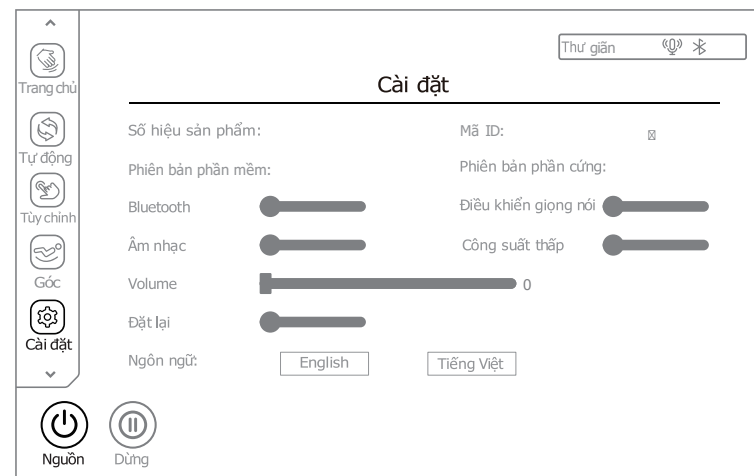 Thư giãn
Trang chủ
Cài đặt
Số hiệu sản phẩm: Mã ID:
Tự động
Phiên bản phần mềm: Phiên bản phần cứng:
Bluetooth Điều khiển giọng nói
Tùy chỉnh
Âm nhạc Công suất thấp
Góc
Volume 0
Đặt lại
Cài đặt
Ngôn ngữ: English Tiếng Việt
Nguồn Dừng